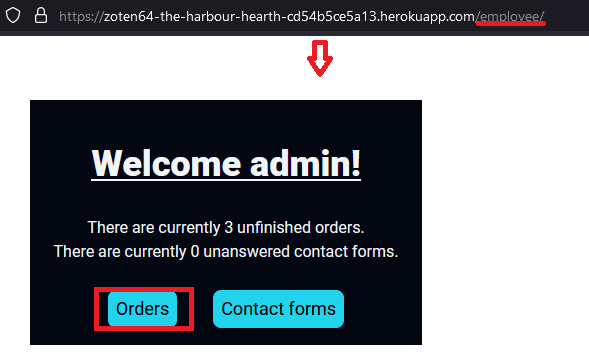 https://zoten64-the-harbour-hearth-cd54b5ce5a13.herokuapp.com/employee/
Welcome admin!
There are currently 3 unfinished orders.
There are currently 0 unanswered contact forms.
Orders
Contact forms